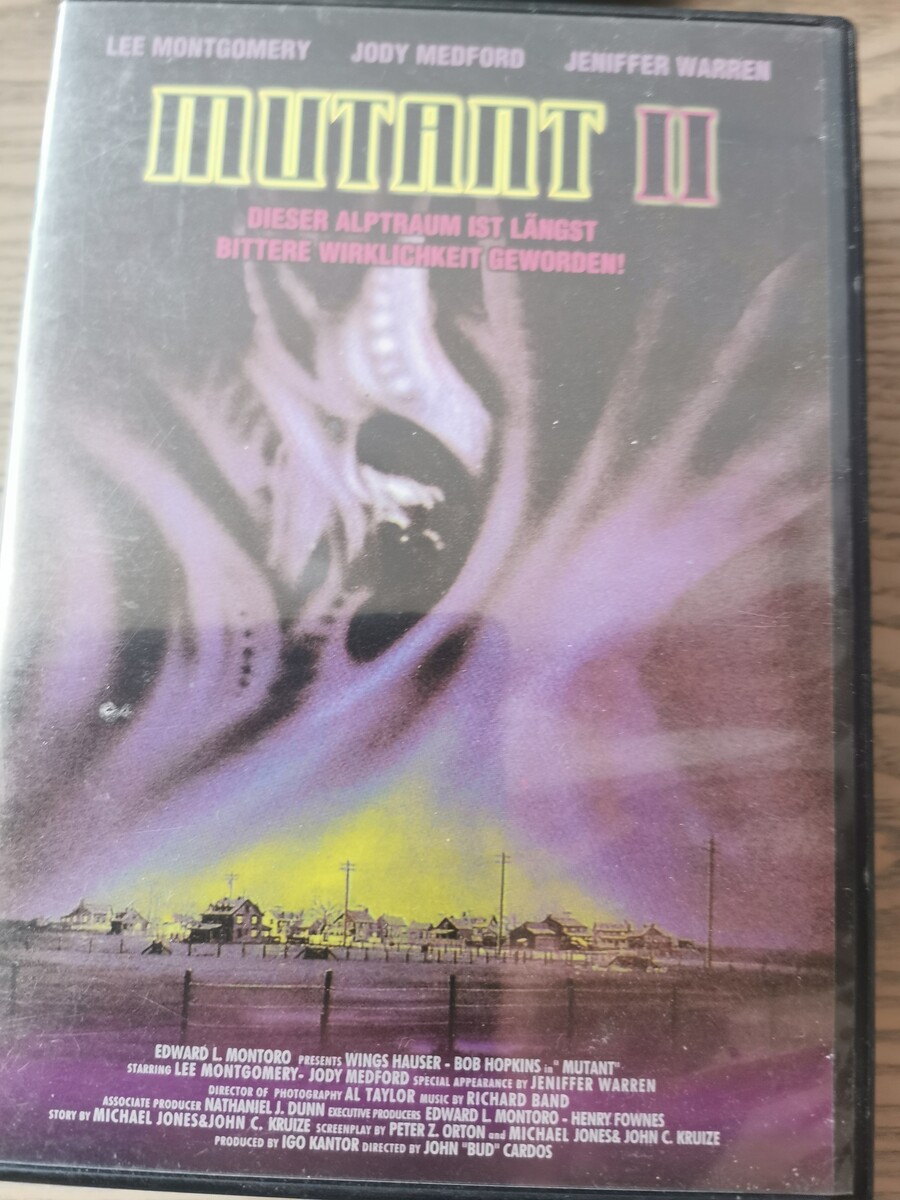 LEE MONTGOMERY JODY MEDFORD JENIFFER WARREN
MUTANT II
DIESER ALPTRAUM IST LÄNGST
BITTERE WIRKLICHKEIT GEWORDEN!
EDWARD L. MONTORO PRESENTS WINGS HAUSER - BOB HOPKINS in " MUTANT"
STARRING LEE MONTGOMERY- JODY MEDFORD SPECIAL APPEARANCE BY JENIFFER WARREN
DIRECTOR OF PHOTOGRAPHY AL TAYLOR MUSIC BY RICHARD BAND
ASSOCIATE PRODUCER NATHANIEL J. DUNN EXECUTIVE PRODUCERS EDWARD L. MONTORO - HENRY FOWNES
STORY BY MICHAEL JONES&JOHN C. KRUIZE SCREENPLAY BY PETER Z. ORTON and MICHAEL JONES& JOHN C. KRUIZE
PRODUCED BY IGO KANTOR DIRECTED BY JOHN "BUD" CARDOS